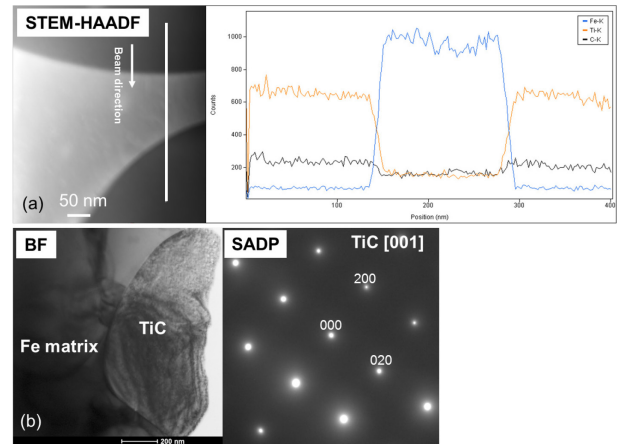 STEM-HAADF
Beam direction
(a)
50 nm
Fe-K
Ti-K
C-K
Counts
1000
800
600
400
200
100
200
300
400
Position (nm)
BF
Fe matrix
TiC
(b)
200 nm
SADP
TiC [001]
200
000
020